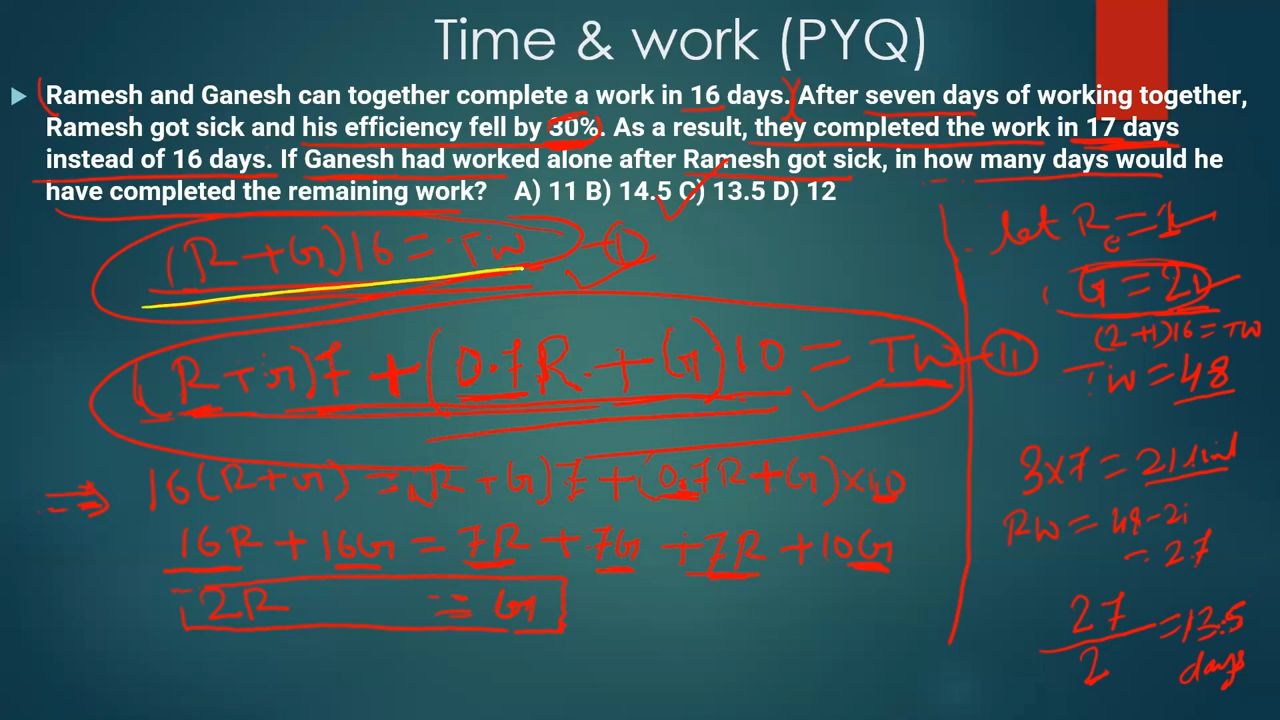 Time & work (PYQ)
Ramesh and Ganesh can together complete a work in 16 days. After seven days of working together,
Ramesh got sick and his efficiency fell by 30%. As a result, they completed the work in 17 days
instead of 16 days. If Ganesh had worked alone after Ramesh got sick, in how many days would he
have completed the remaining work? A) 11 B) 14.5 C) 13.5 D) 12
(R+G)16 = TW - I
(R+G)7 + (0.7R + G)10 = TW - II
⇒ 16(R+G) = (R+G)7 + (0.7R+G)×10
16R + 16G = 7R + 7G + 7R + 10G
2R = G
let Re = 1
G = 2
(2+1)16 = TW
TW = 48
3×7 = 21 unit
RW = 48-21
= 27
27/2 = 13.5
days